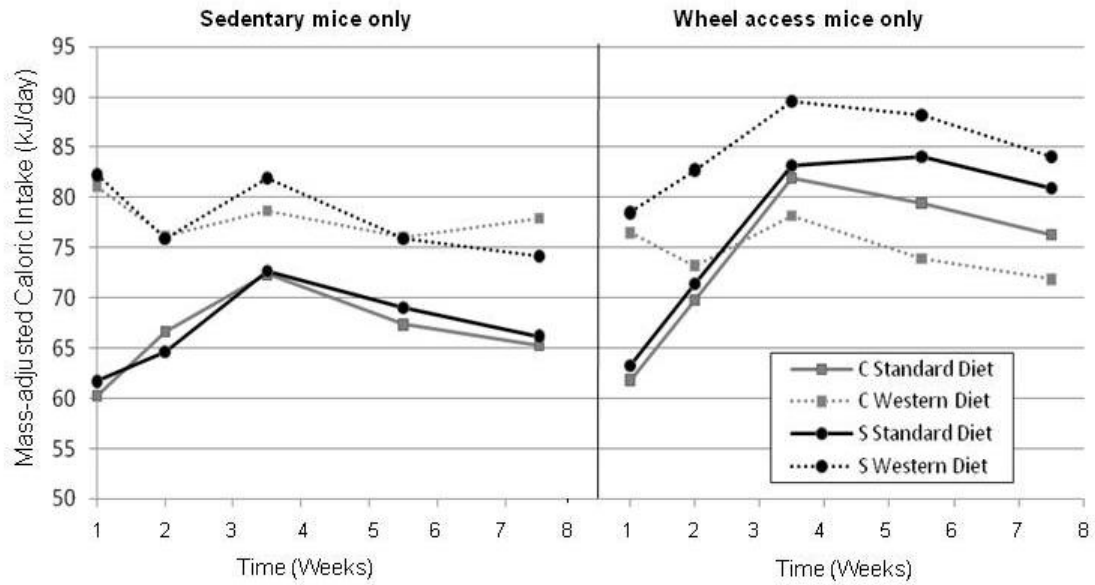 Sedentary mice only
Wheel access mice only
Mass-adjusted Caloric Intake (kJ/day)
95
90
85
80
75
70
65
60
55
50
C Standard Diet
C Western Diet
S Standard Diet
S Western Diet
1 2 3 4 5 6 7 8
1 2 3 4 5 6 7 8
Time (Weeks)
Time (Weeks)